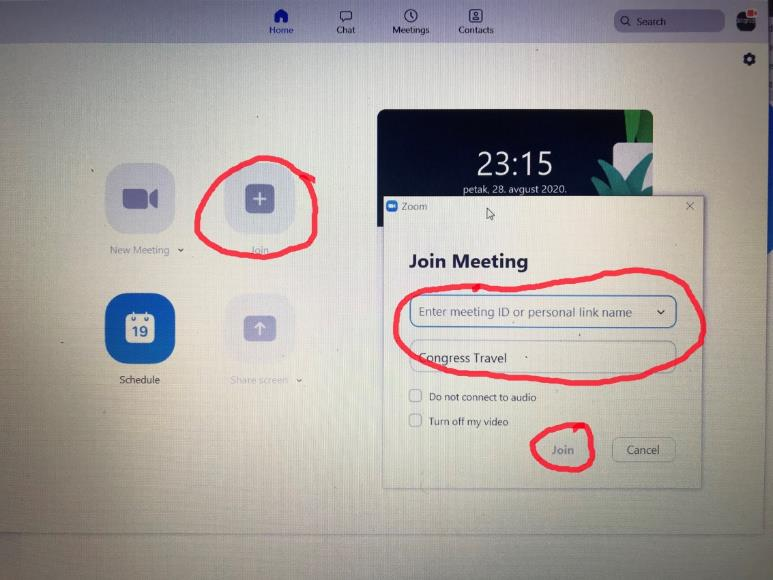 Home
Chat
Meetings
Contacts
Search
23:15
petak, 28. avgust 2020.
New Meeting
Join
19
Schedule
Share screen
Zoom
Join Meeting
Enter meeting ID or personal link name
Congress Travel
Do not connect to audio
Turn off my video
Join
Cancel